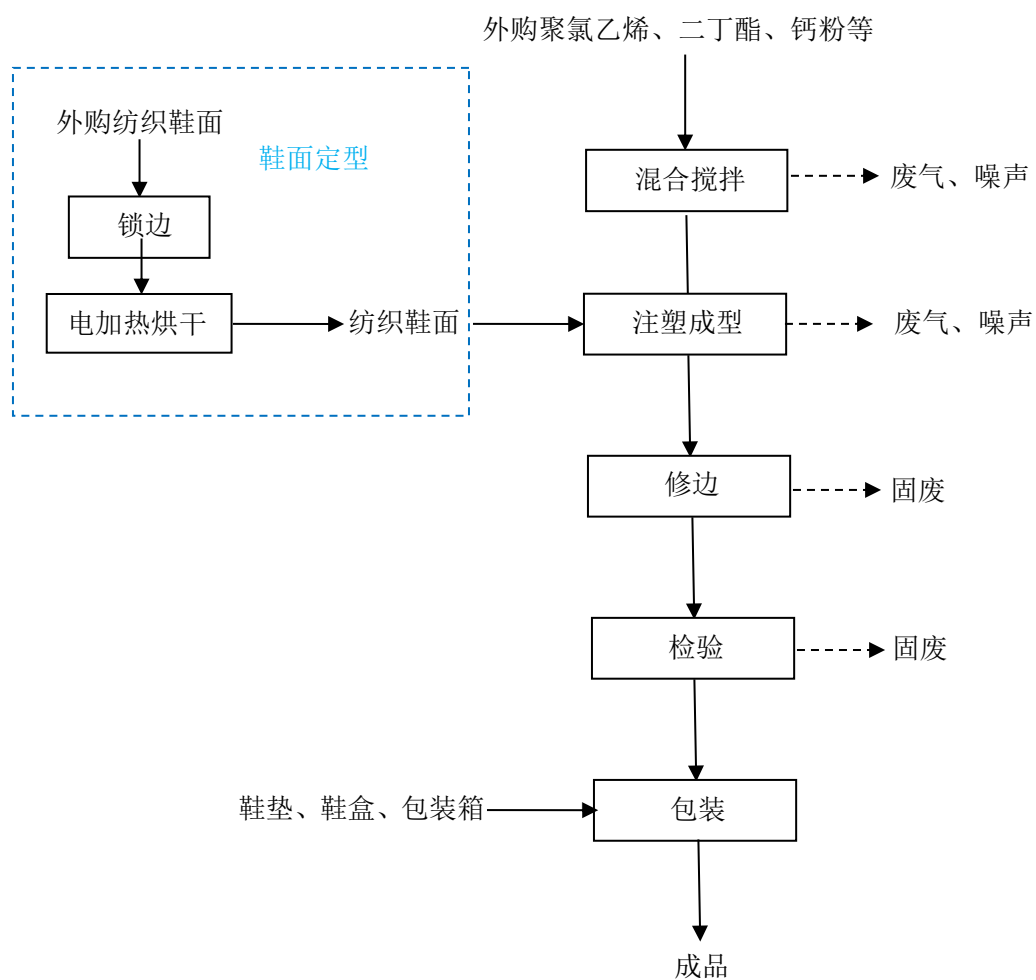 外购聚氯乙烯、二丁酯、钙粉等
外购纺织鞋面
鞋面定型
混合搅拌
废气、噪声
锁边
电加热烘干
纺织鞋面
注塑成型
废气、噪声
修边
固废
检验
固废
鞋垫、鞋盒、包装箱
包装
成品